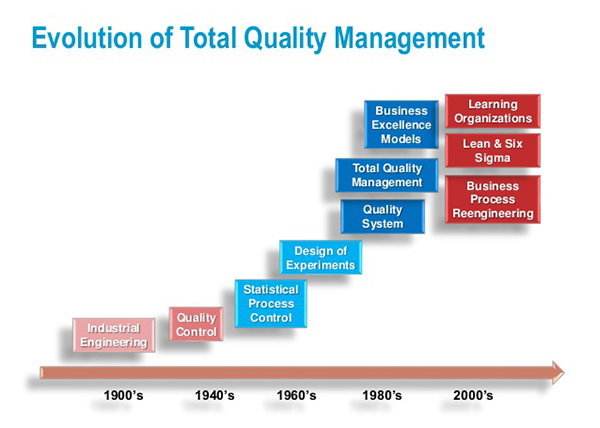 Evolution of Total Quality Management
Business
Excellence
Models
Learning
Organizations
Lean & Six
Sigma
Total Quality
Management
Business
Process
Reengineering
Quality
System
Design of
Experiments
Statistical
Process
Control
Quality
Control
Industrial
Engineering
1900's
1940's
1960's
1980's
2000's